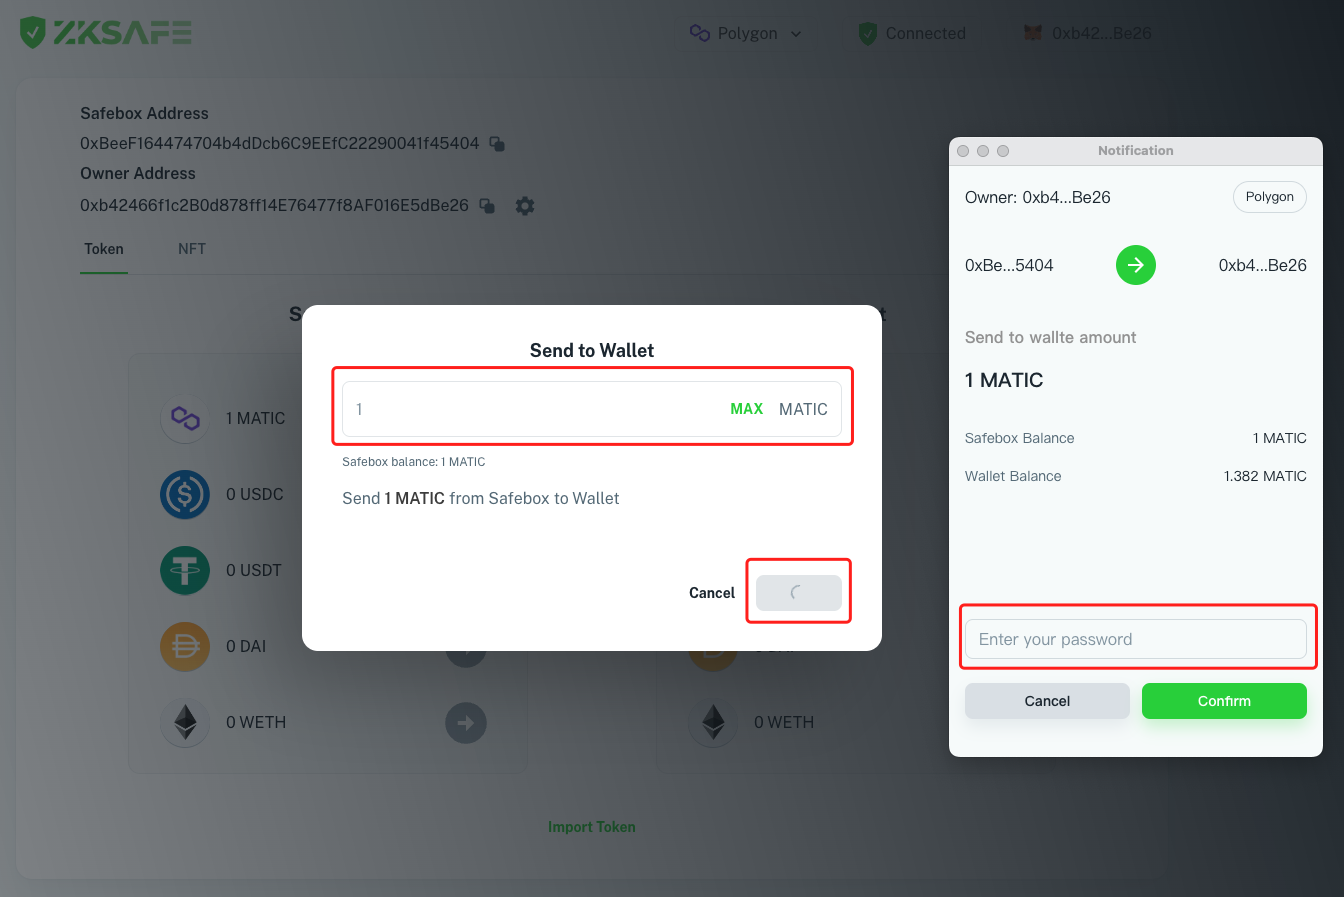 ZKSAFE
Polygon
Connected
0xb42...Be26
Safebox Address
0xBeeF164474704b4dDcb6C9EEfC22290041f45404
Owner Address
0xb42466f1c2B0d878ff14E76477f8AF016E5dBe26
Token NFT
1 MATIC
0 USDC
0 USDT
0 DAI
0 WETH
0 WETH
Import Token
Send to Wallet
1 MAX MATIC
Safebox balance: 1 MATIC
Send 1 MATIC from Safebox to Wallet
Cancel
Notification
Owner: 0xb4...Be26 Polygon
0xBe...5404 0xb4...Be26
Send to wallte amount
1 MATIC
Safebox Balance 1 MATIC
Wallet Balance 1.382 MATIC
Enter your password
Cancel Confirm